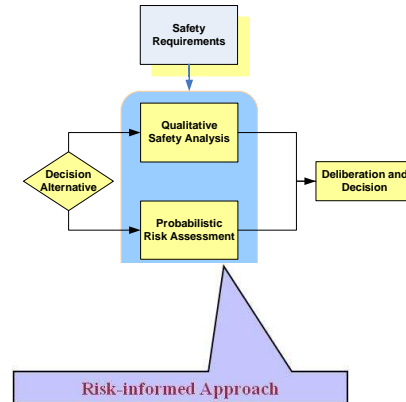 Safety
Requirements
Qualitative
Safety Analysis
Decision
Alternative
Deliberation and
Decision
Probabilistic
Risk Assessment
Risk-informed Approach